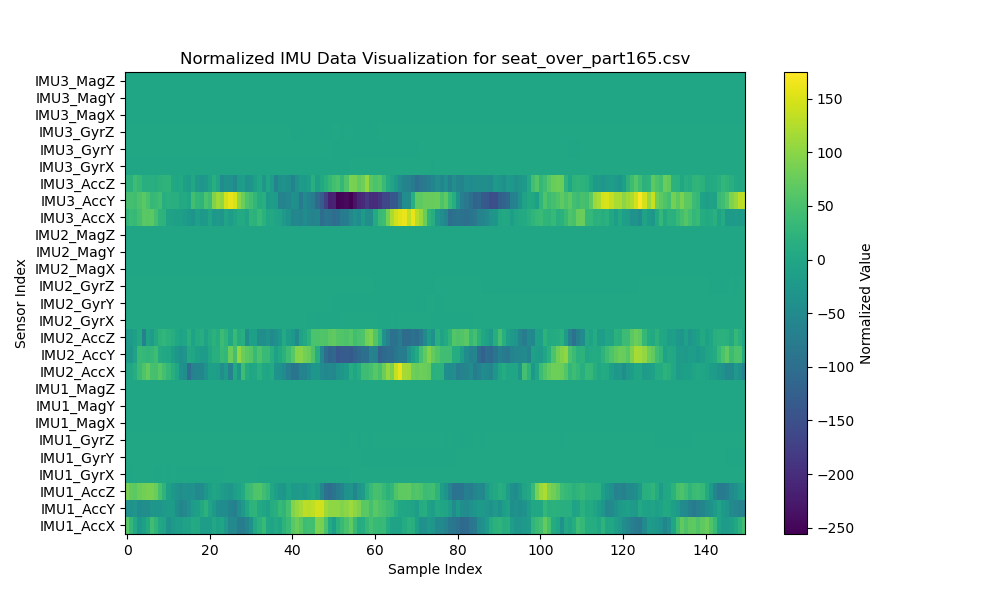 Normalized IMU Data Visualization for seat_over_part165.csv
IMU3_MagZ
IMU3_MagY
IMU3_MagX
IMU3_GyrZ
IMU3_GyrY
IMU3_GyrX
IMU3_AccZ
IMU3_AccY
IMU3_AccX
IMU2_MagZ
IMU2_MagY
IMU2_MagX
IMU2_GyrZ
IMU2_GyrY
IMU2_GyrX
IMU2_AccZ
IMU2_AccY
IMU2_AccX
IMU1_MagZ
IMU1_MagY
IMU1_MagX
IMU1_GyrZ
IMU1_GyrY
IMU1_GyrX
IMU1_AccZ
IMU1_AccY
IMU1_AccX
Sensor Index
0 20 40 60 80 100 120 140
Sample Index
150
100
50
0
−50
−100
−150
−200
−250
Normalized Value